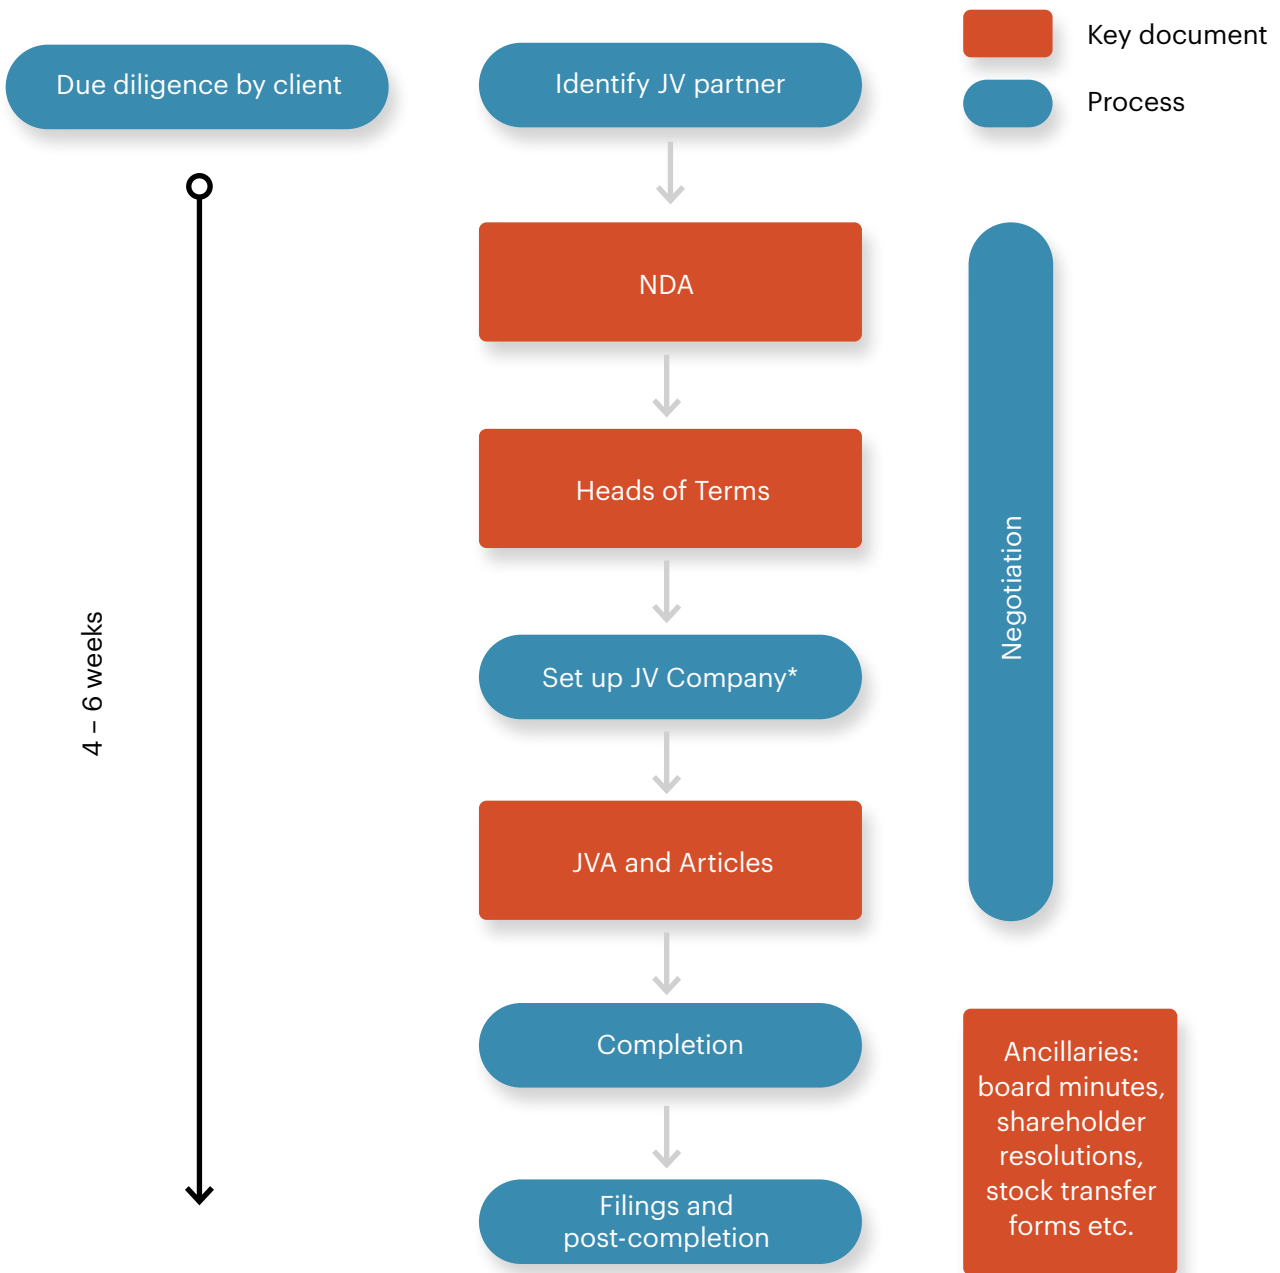 Due diligence by client
Identify JV partner
Key document
Process
NDA
Heads of Terms
Set up JV Company*
JVA and Articles
Completion
Filings and
post-completion
4 – 6 weeks
Negotiation
Ancillaries:
board minutes,
shareholder
resolutions,
stock transfer
forms etc.